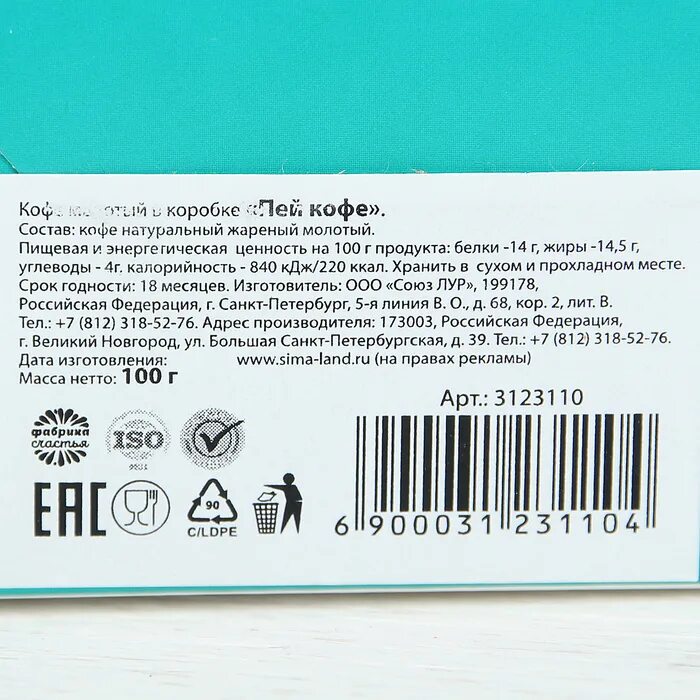 Кофе молотый в коробке «Пей кофе».
Состав: кофе натуральный жареный молотый.
Пищевая и энергетическая ценность на 100 г продукта: белки -14 г, жиры -14,5 г,
углеводы - 4г. калорийность - 840 кДж/220 ккал. Хранить в сухом и прохладном месте.
Срок годности: 18 месяцев. Изготовитель: ООО «Союз ЛУР», 199178,
Российская Федерация, г. Санкт-Петербург, 5-я линия В. О., д. 68, кор. 2, лит. В.
Тел.: +7 (812) 318-52-76. Адрес производителя: 173003, Российская Федерация,
г. Великий Новгород, ул. Большая Санкт-Петербургская, д. 39. Тел.: +7 (812) 318-52-76.
Дата изготовления: www.sima-land.ru (на правах рекламы)
Масса нетто: 100 г
Арт.: 3123110
фабрика
счастья
ISO
EAC
90
C/LDPE
6 900031 231104